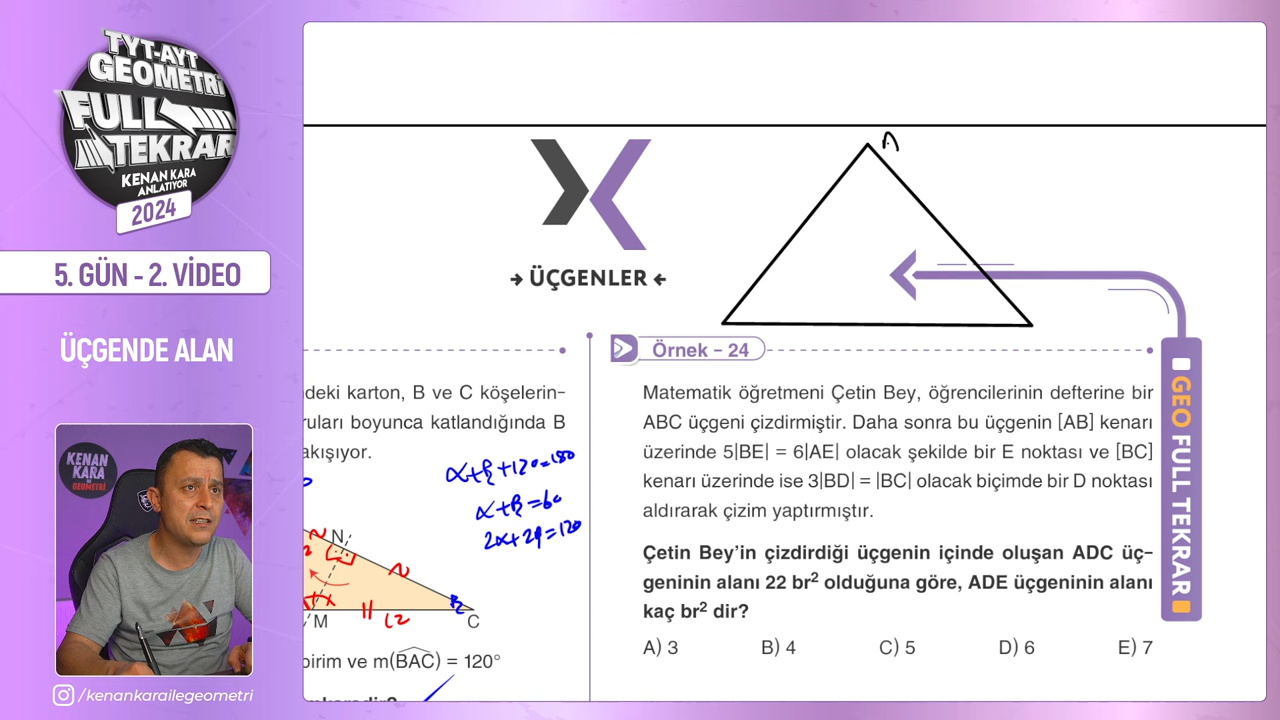 TYT-AYT
GEOMETRİ
FULL
TEKRAR
KENAN KARA
ANLATIYOR
2024
5. GÜN - 2. VİDEO
ÜÇGENDE ALAN
KENAN
KARA
ile
GEOMETRİ
/kenankarailegeometri
→ ÜÇGENLER ←
A
GEO FULL TEKRAR
deki karton, B ve C köşelerin-
ruları boyunca katlandığında B
akışıyor.
α+β+120=180
α+β=60
2α+2β=120
N
M
12
C
birim ve m(BAC) = 120°
Örnek – 24
Matematik öğretmeni Çetin Bey, öğrencilerinin defterine bir
ABC üçgeni çizdirmiştir. Daha sonra bu üçgenin [AB] kenarı
üzerinde 5|BE| = 6|AE| olacak şekilde bir E noktası ve [BC]
kenarı üzerinde ise 3|BD| = |BC| olacak biçimde bir D noktası
aldırarak çizim yaptırmıştır.
Çetin Bey’in çizdirdiği üçgenin içinde oluşan ADC üç-
geninin alanı 22 br² olduğuna göre, ADE üçgeninin alanı
kaç br² dir?
A) 3 B) 4 C) 5 D) 6 E) 7